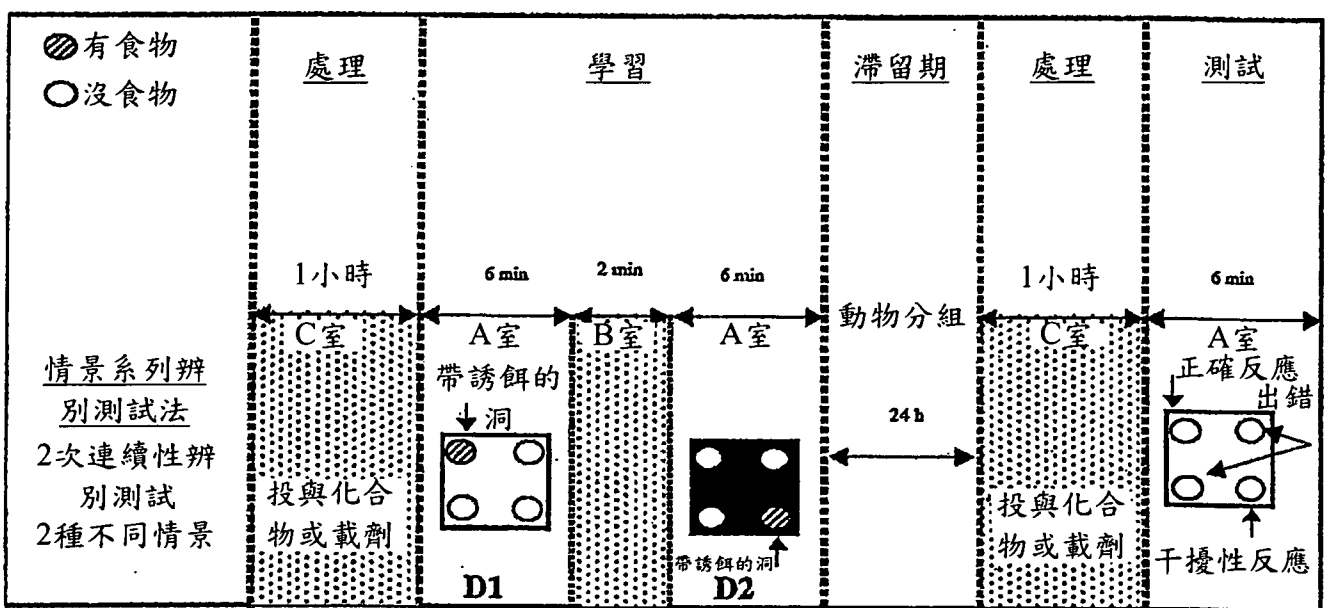 有食物
沒食物
處理
學習
滯留期
處理
測試
1小時
6 min
2 min
6 min
1小時
6 min
C室
A室
B室
A室
動物分組
C室
A室
情景系列辨
別測試法
2次連續性辨
別測試
2種不同情景
投與化合
物或載劑
帶誘餌的
洞
D1
帶誘餌的洞
D2
24 h
投與化合
物或載劑
正確反應
出錯
干擾性反應